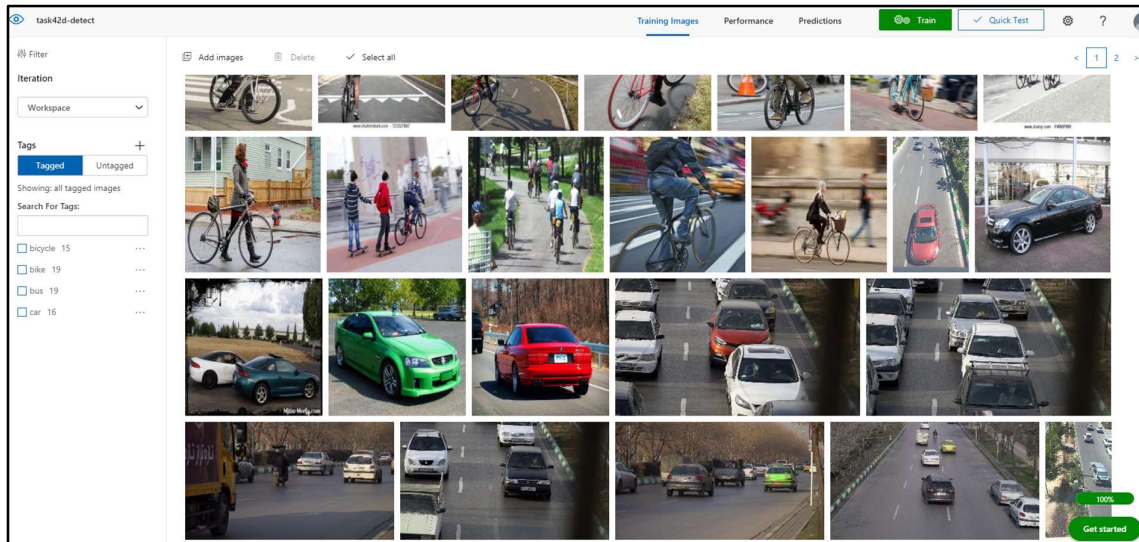 task42d-detect
Training Images
Performance
Predictions
Train
Quick Test
?
Filter
Add images
Delete
Select all
< 1 2 >
Iteration
Workspace
Tags
Tagged
Untagged
Showing: all tagged images
Search For Tags:
bicycle 15 ...
bike 19 ...
bus 19 ...
car 16 ...
100%
Get started